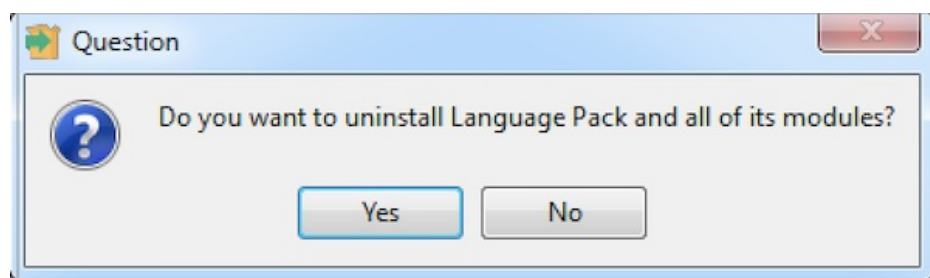 Question
Do you want to uninstall Language Pack and all of its modules?
Yes
No